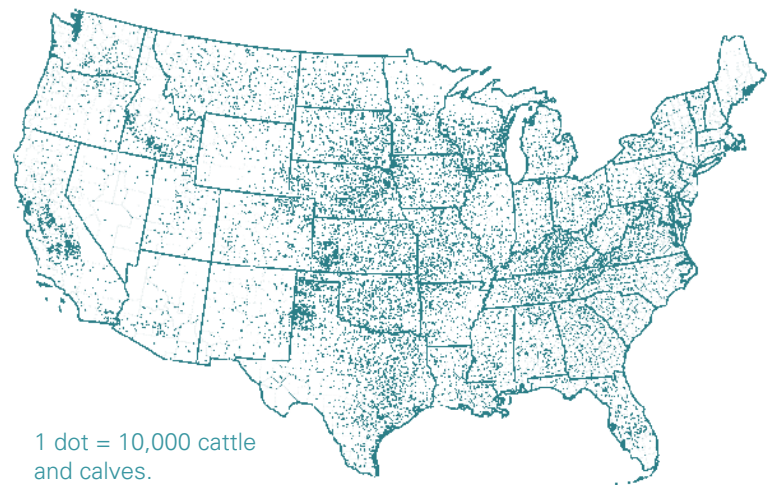 1 dot = 10,000 cattle
and calves.